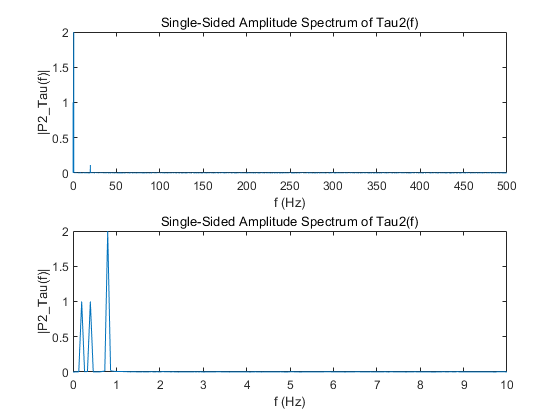 Single-Sided Amplitude Spectrum of Tau2(f)
2
1.5
1
0.5
0
|P2_Tau(f)|
0 50 100 150 200 250 300 350 400 450 500
f (Hz)
Single-Sided Amplitude Spectrum of Tau2(f)
2
1.5
1
0.5
0
|P2_Tau(f)|
0 1 2 3 4 5 6 7 8 9 10
f (Hz)